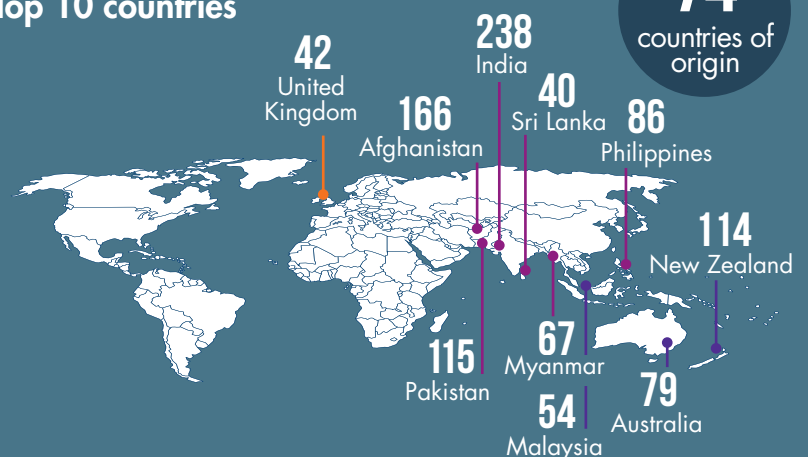 Top 10 countries
countries of
origin
42
United
Kingdom
166
Afghanistan
238
India
40
Sri Lanka
86
Philippines
114
New Zealand
115
Pakistan
67
Myanmar
54
Malaysia
79
Australia